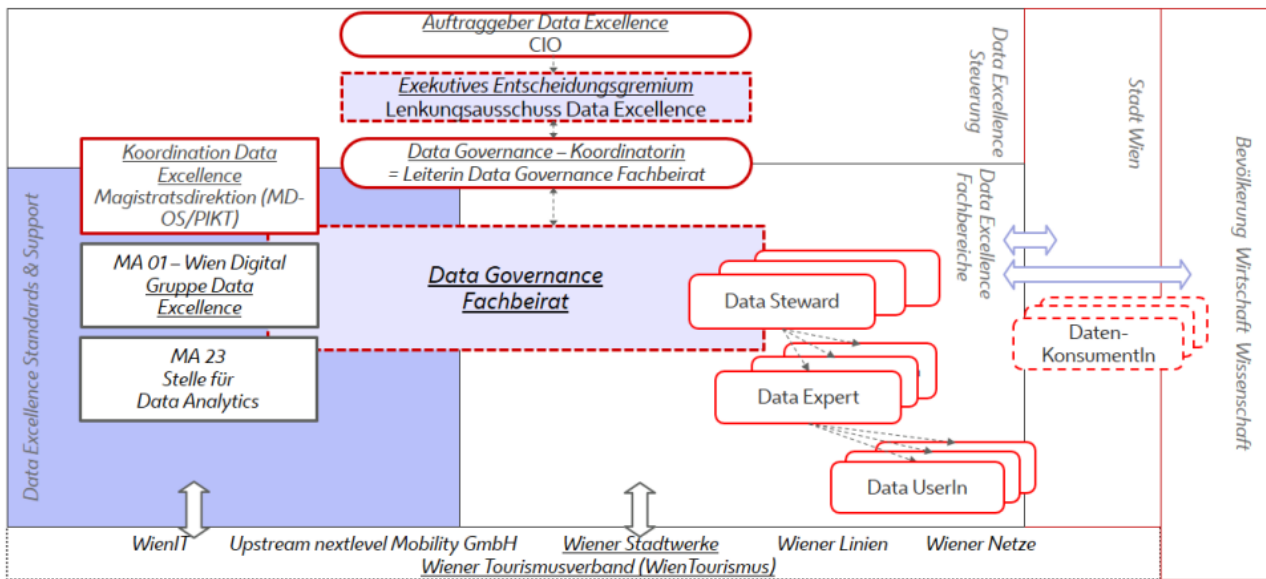 Auftraggeber Data Excellence
CIO
Exekutives Entscheidungsgremium
Lenkungsausschuss Data Excellence
Data Governance – Koordinatorin
= Leiterin Data Governance Fachbeirat
Koordination Data
Excellence
Magistratsdirektion (MD-
OS/PIKT)
MA 01 – Wien Digital
Gruppe Data
Excellence
MA 23
Stelle für
Data Analytics
Data Excellence Standards & Support
Data Governance
Fachbeirat
Data Steward
Data Expert
Data UserIn
Data Excellence
Steuerung
Data Excellence
Fachbereiche
Stadt Wien
Daten-
KonsumentIn
Bevölkerung Wirtschaft Wissenschaft
WienIT Upstream nextlevel Mobility GmbH Wiener Stadtwerke Wiener Linien Wiener Netze
Wiener Tourismusverband (WienTourismus)